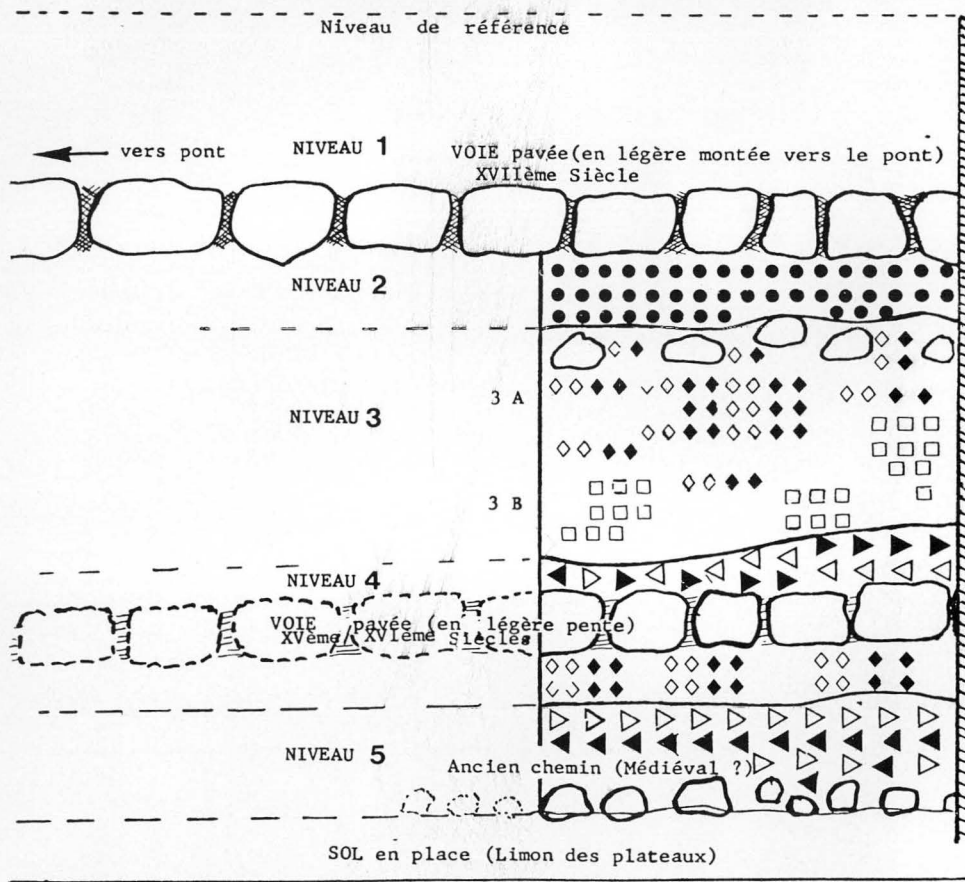 Niveau de référence
vers pont
NIVEAU 1
VOIE pavée(en légère montée vers le pont)
XVIIème Siècle
NIVEAU 2
3 A
NIVEAU 3
3 B
NIVEAU 4
VOIE pavée (en légère pente)
XVème/XVIème Siècles
NIVEAU 5
Ancien chemin (Médiéval ?)
SOL en place (Limon des plateaux)